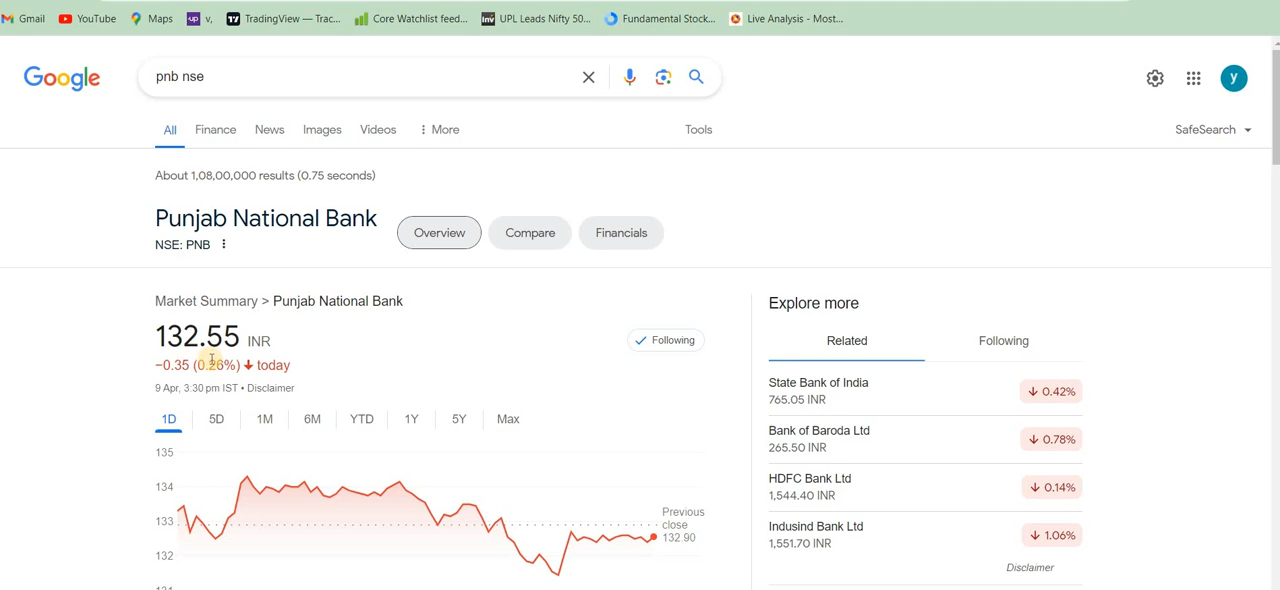 Gmail YouTube Maps up v, TradingView — Trac... Core Watchlist feed... Inv UPL Leads Nifty 50... Fundamental Stock... Live Analysis - Most...
Google pnb nse y
All Finance News Images Videos More Tools SafeSearch
About 1,08,00,000 results (0.75 seconds)
Punjab National Bank
NSE: PNB
Overview Compare Financials
Market Summary > Punjab National Bank
132.55 INR
Following
−0.35 (0.26%) today
9 Apr, 3:30 pm IST • Disclaimer
1D 5D 1M 6M YTD 1Y 5Y Max
135
134
133
132
Previous
close
132.90
Explore more
Related Following
State Bank of India
765.05 INR
0.42%
Bank of Baroda Ltd
265.50 INR
0.78%
HDFC Bank Ltd
1,544.40 INR
0.14%
Indusind Bank Ltd
1,551.70 INR
1.06%
Disclaimer